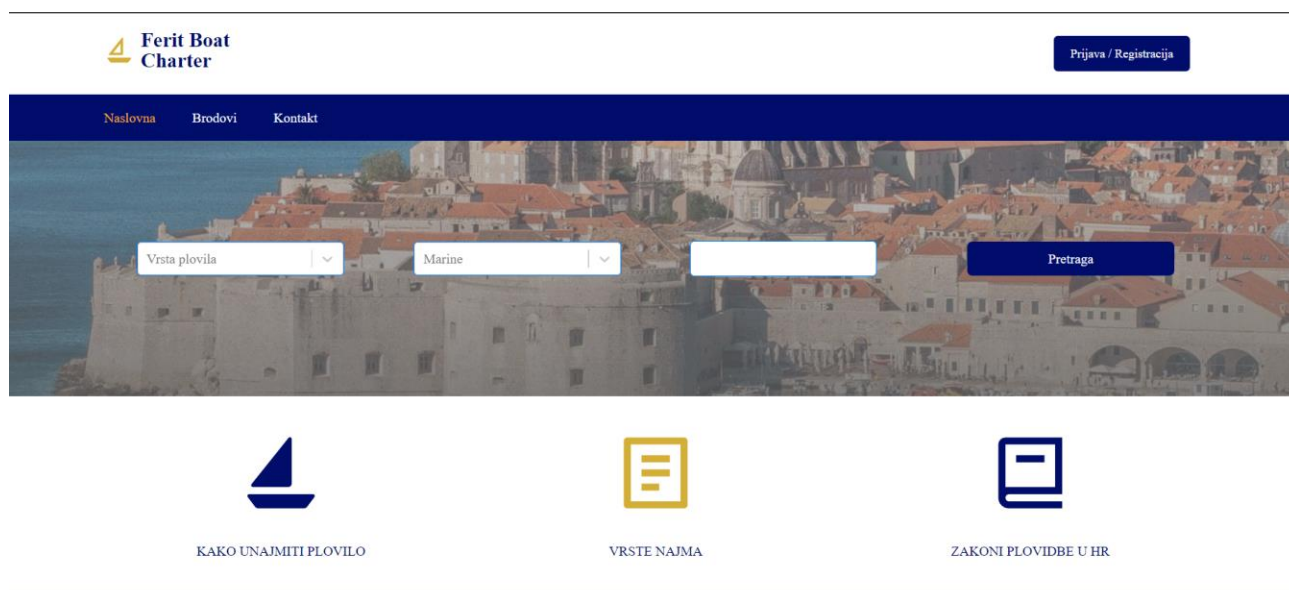 Ferit Boat
Charter
Prijava / Registracija
Naslovna Brodovi Kontakt
Vrsta plovila
Marine
Pretraga
KAKO UNAJMITI PLOVILO
VRSTE NAJMA
ZAKONI PLOVIDBE U HR